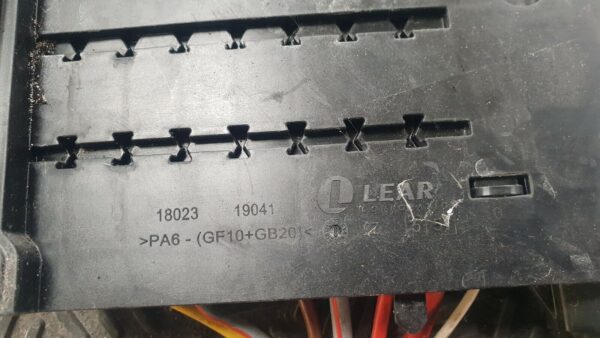 LEAR
18023 19041
>PA6 - (GF10+GB20)<